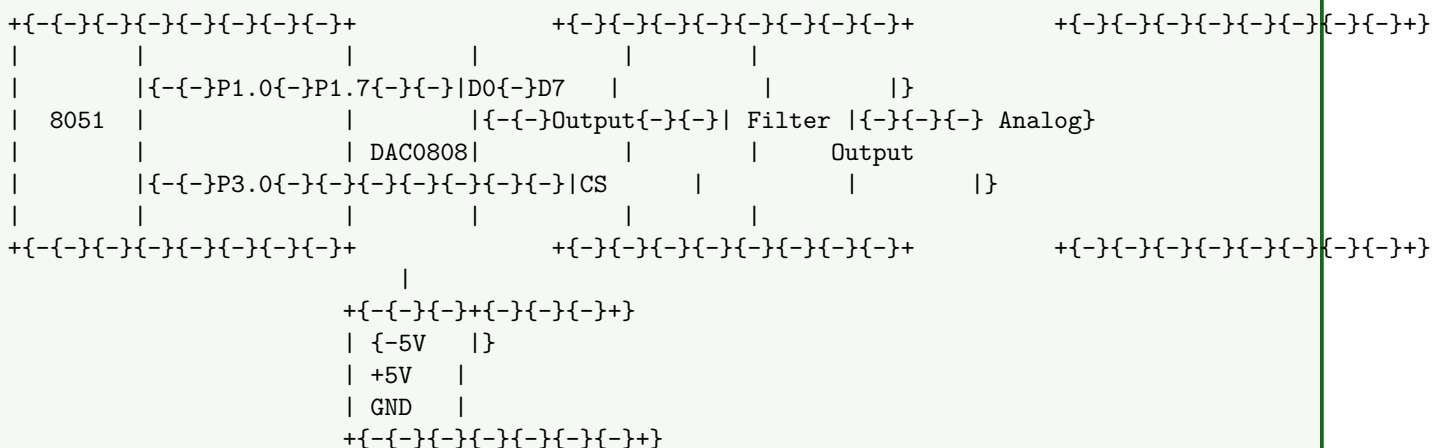 +{-{-}{-}{-}{-}{-}{-}{-}+ +{-}{-}{-}{-}{-}{-}{-}{-}+ +{-}{-}{-}{-}{-}{-}{-}{-}+}
| | | | | |
| |{-{-}P1.0{-}P1.7{-}{-}|D0{-}D7 | | |}
| 8051 | | |{-{-}Output{-}{-}| Filter |{-}{-}{-} Analog}
| | | DAC0808| | | Output
| |{-{-}P3.0{-}{-}{-}{-}{-}{-}{-}|CS | | |}
| | | | | |
+{-{-}{-}{-}{-}{-}{-}{-}+ +{-}{-}{-}{-}{-}{-}{-}{-}+ +{-}{-}{-}{-}{-}{-}{-}{-}+}
|
+{-{-}{-}+{-}{-}{-}+}
| {-5V |}
| +5V |
| GND |
+{-{-}{-}{-}{-}{-}{-}+}